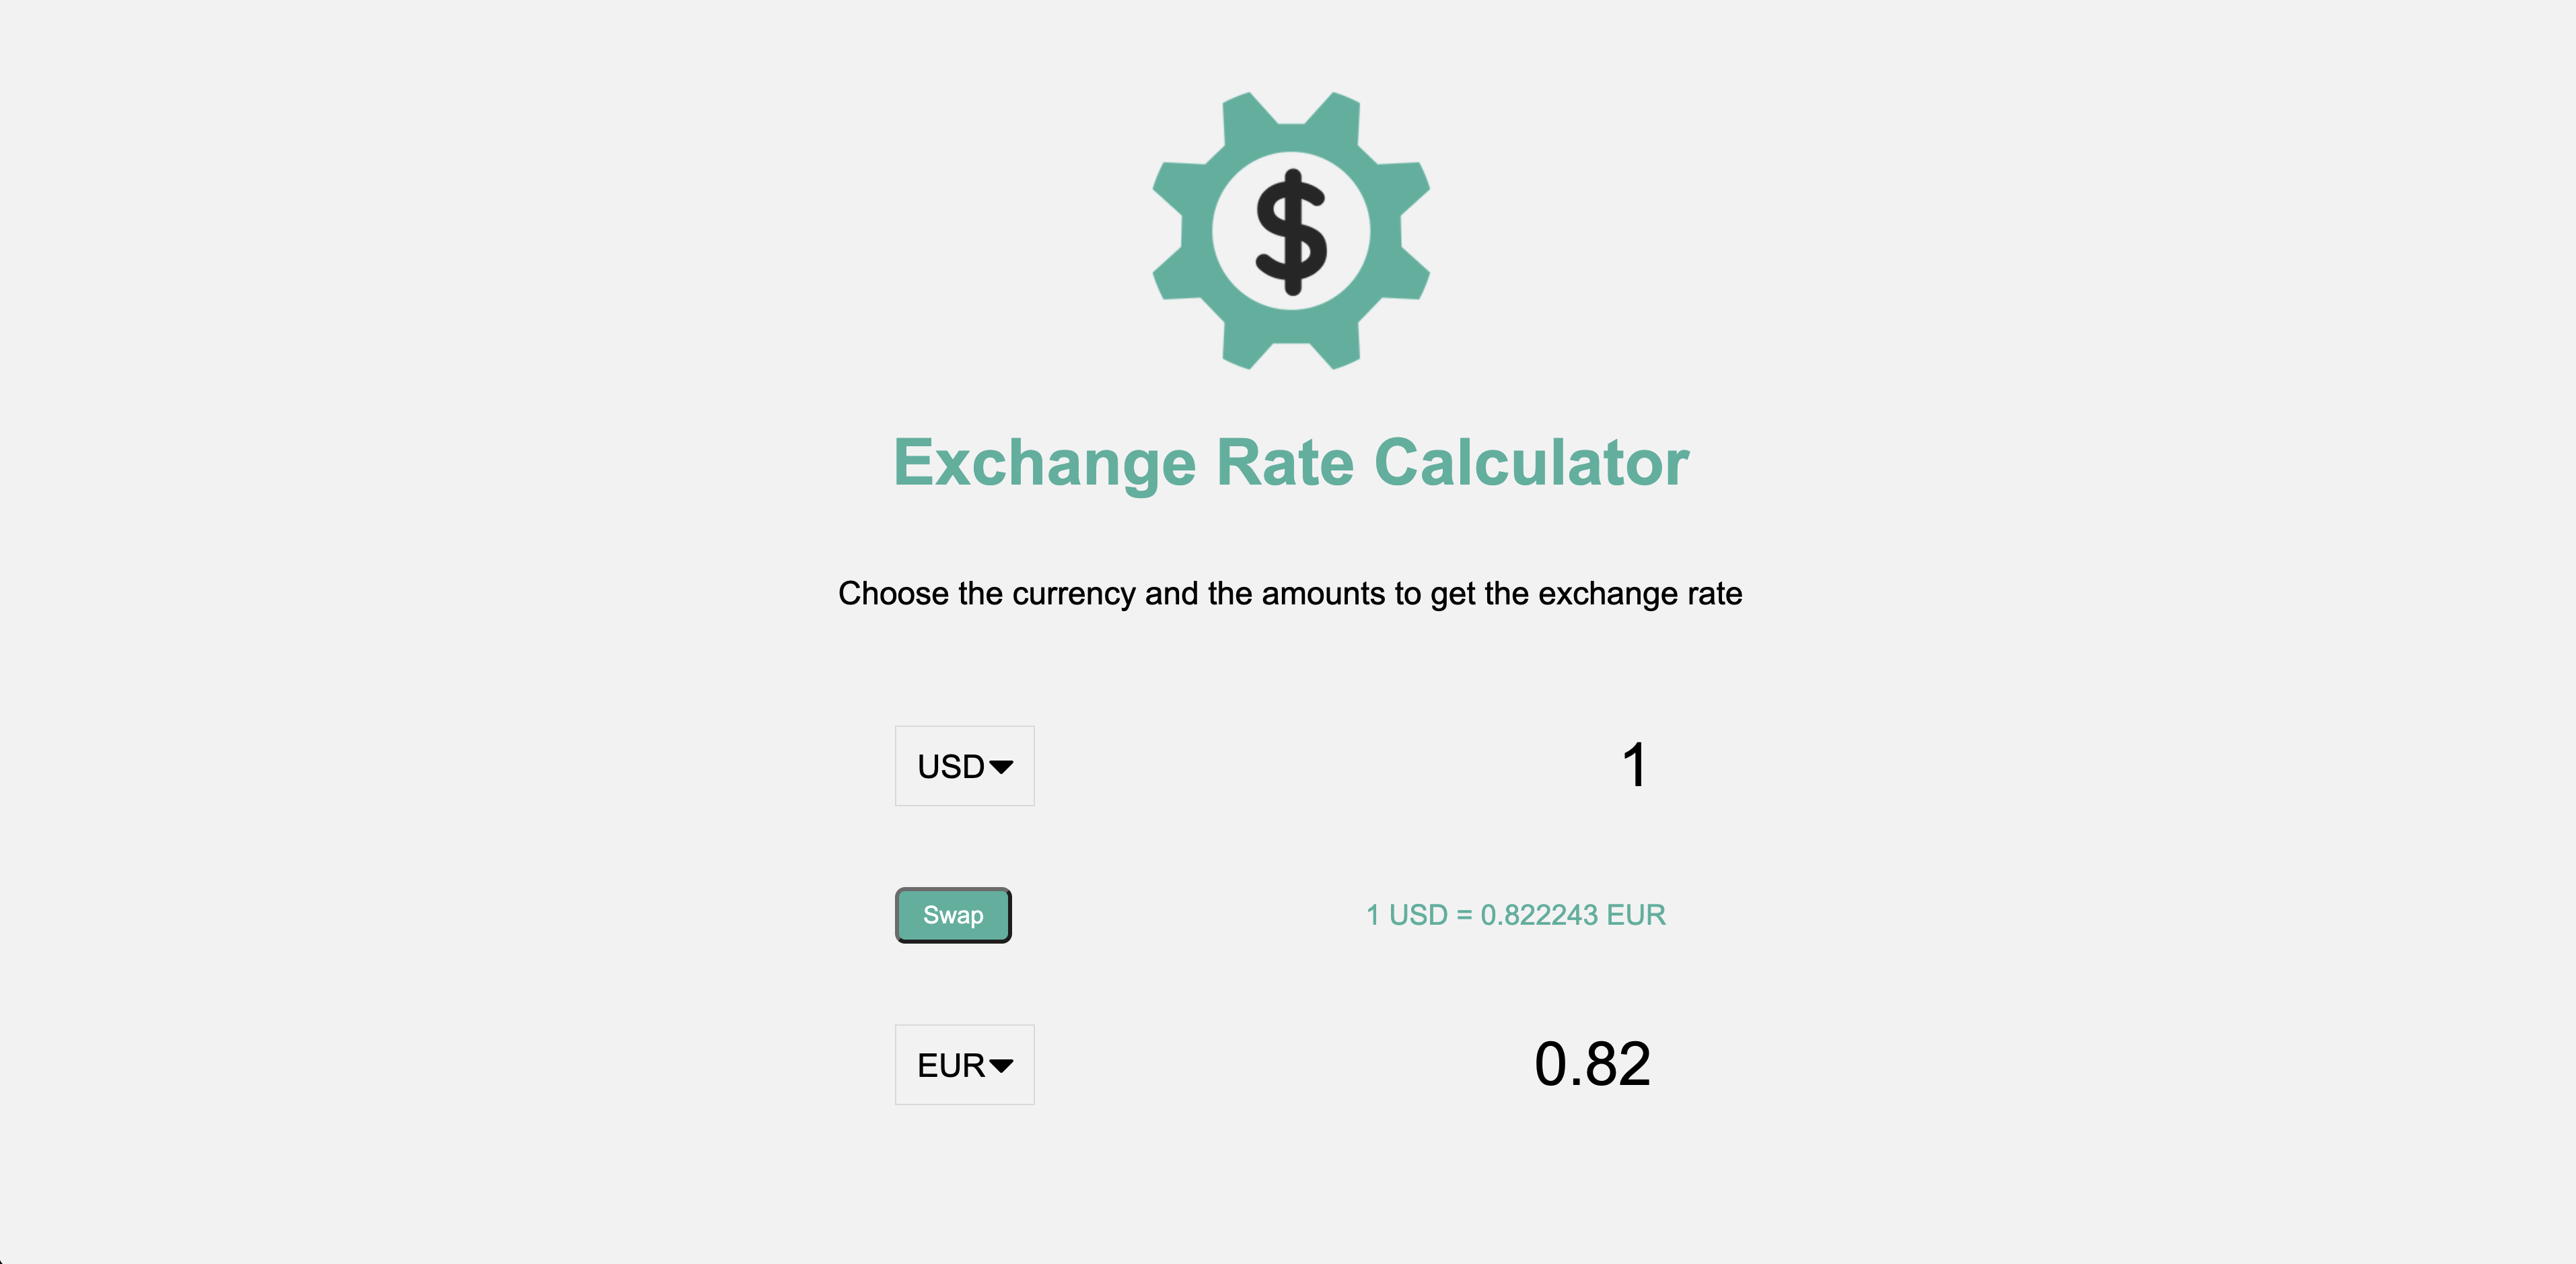 $
Exchange Rate Calculator
Choose the currency and the amounts to get the exchange rate
USD 1
Swap 1 USD = 0.822243 EUR
EUR 0.82